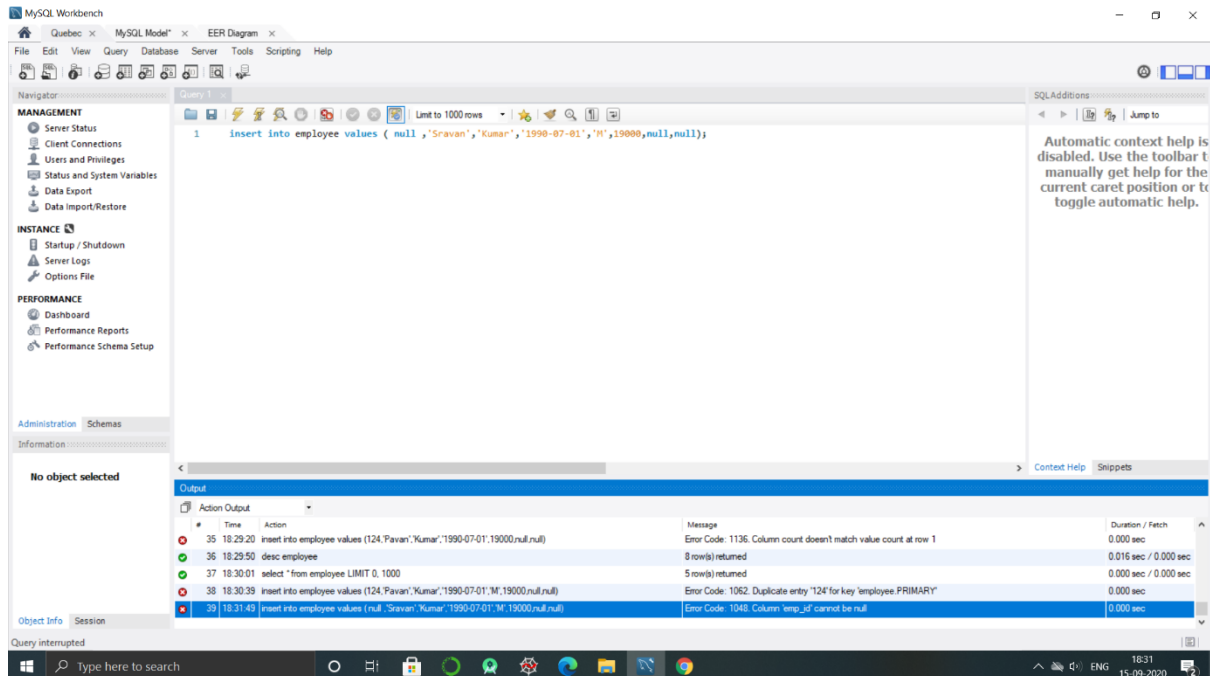 MySQL Workbench
Quebec × MySQL Model* × EER Diagram ×
File Edit View Query Database Server Tools Scripting Help
Navigator
MANAGEMENT
Server Status
Client Connections
Users and Privileges
Status and System Variables
Data Export
Data Import/Restore
INSTANCE
Startup / Shutdown
Server Logs
Options File
PERFORMANCE
Dashboard
Performance Reports
Performance Schema Setup
Administration Schemas
Information
No object selected
Object Info Session
Query 1 ×
Limit to 1000 rows
1 insert into employee values ( null ,'Sravan','Kumar','1990-07-01','M',19000,null,null);
SQLAdditions
Jump to
Automatic context help is
disabled. Use the toolbar t
manually get help for the
current caret position or to
toggle automatic help.
Context Help Snippets
Output
Action Output
# Time Action Message Duration / Fetch
35 18:29:20 insert into employee values (124,'Pavan','Kumar','1990-07-01',19000,null,null) Error Code: 1136. Column count doesn't match value count at row 1 0.000 sec
36 18:29:50 desc employee 8 row(s) returned 0.016 sec / 0.000 sec
37 18:30:01 select * from employee LIMIT 0, 1000 5 row(s) returned 0.000 sec / 0.000 sec
38 18:30:39 insert into employee values (124,'Pavan','Kumar','1990-07-01','M',19000,null,null) Error Code: 1062. Duplicate entry '124' for key 'employee.PRIMARY' 0.000 sec
39 18:31:49 insert into employee values ( null ,'Sravan','Kumar','1990-07-01','M',19000,null,null) Error Code: 1048. Column 'emp_id' cannot be null 0.000 sec
Query interrupted
Type here to search
ENG
18:31
15-09-2020